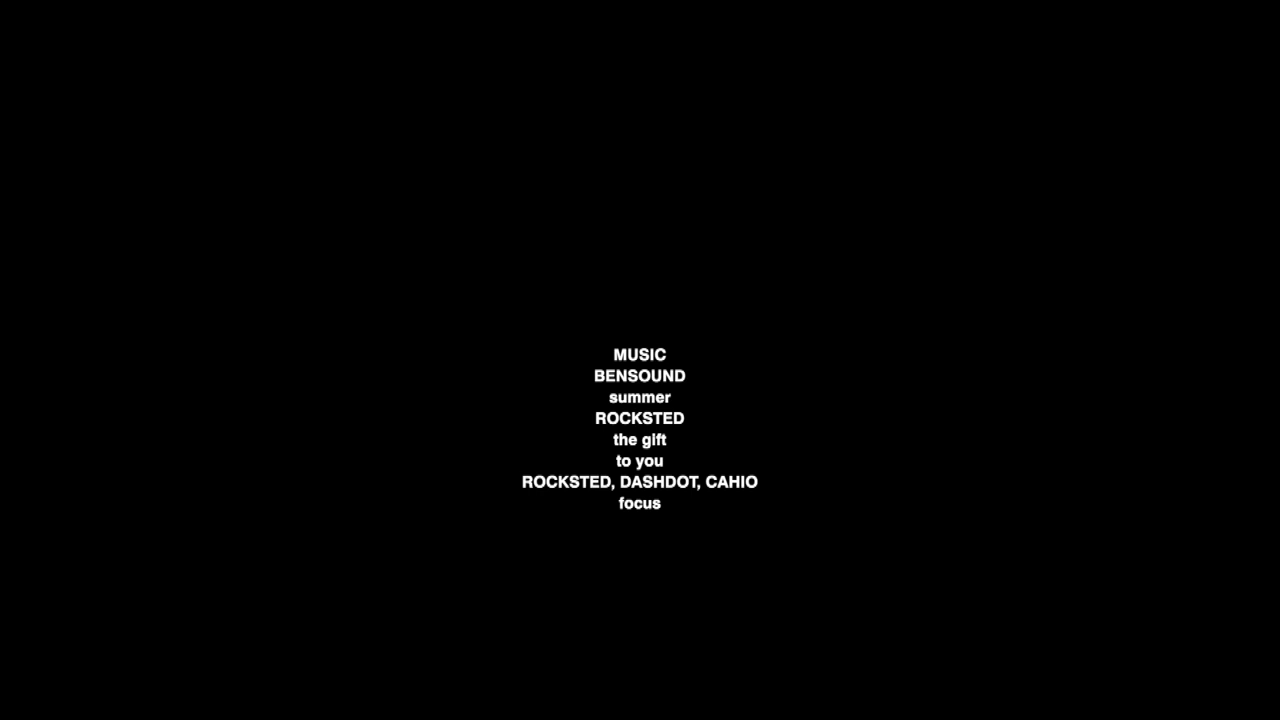 MUSIC
BENSOUND
summer
ROCKSTED
the gift
to you
ROCKSTED, DASHDOT, CAHIO
focus